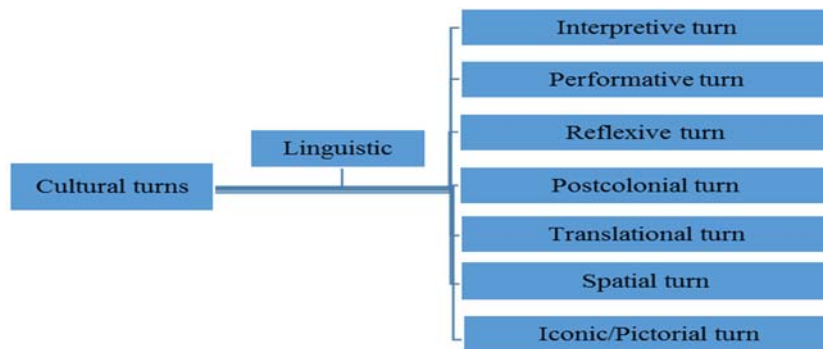 Cultural turns
Linguistic
Interpretive turn
Performative turn
Reflexive turn
Postcolonial turn
Translational turn
Spatial turn
Iconic/Pictorial turn